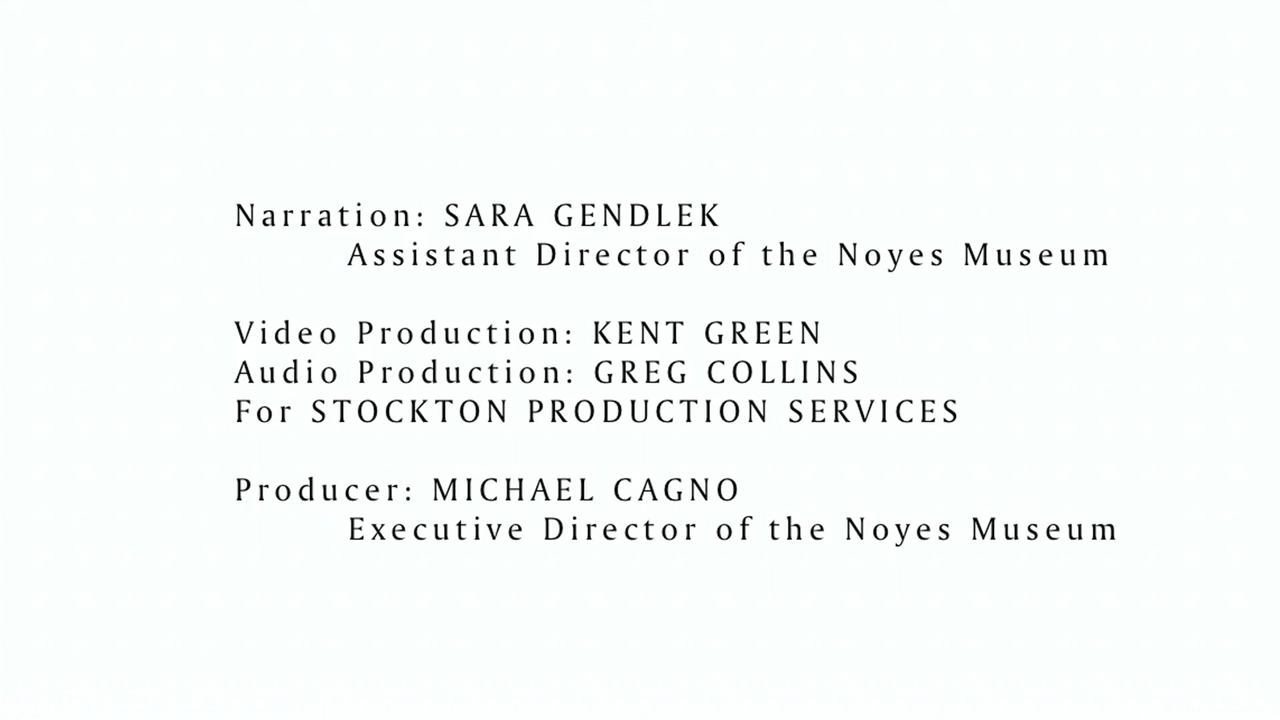 Narration: SARA GENDLEK
Assistant Director of the Noyes Museum
Video Production: KENT GREEN
Audio Production: GREG COLLINS
For STOCKTON PRODUCTION SERVICES
Producer: MICHAEL CAGNO
Executive Director of the Noyes Museum